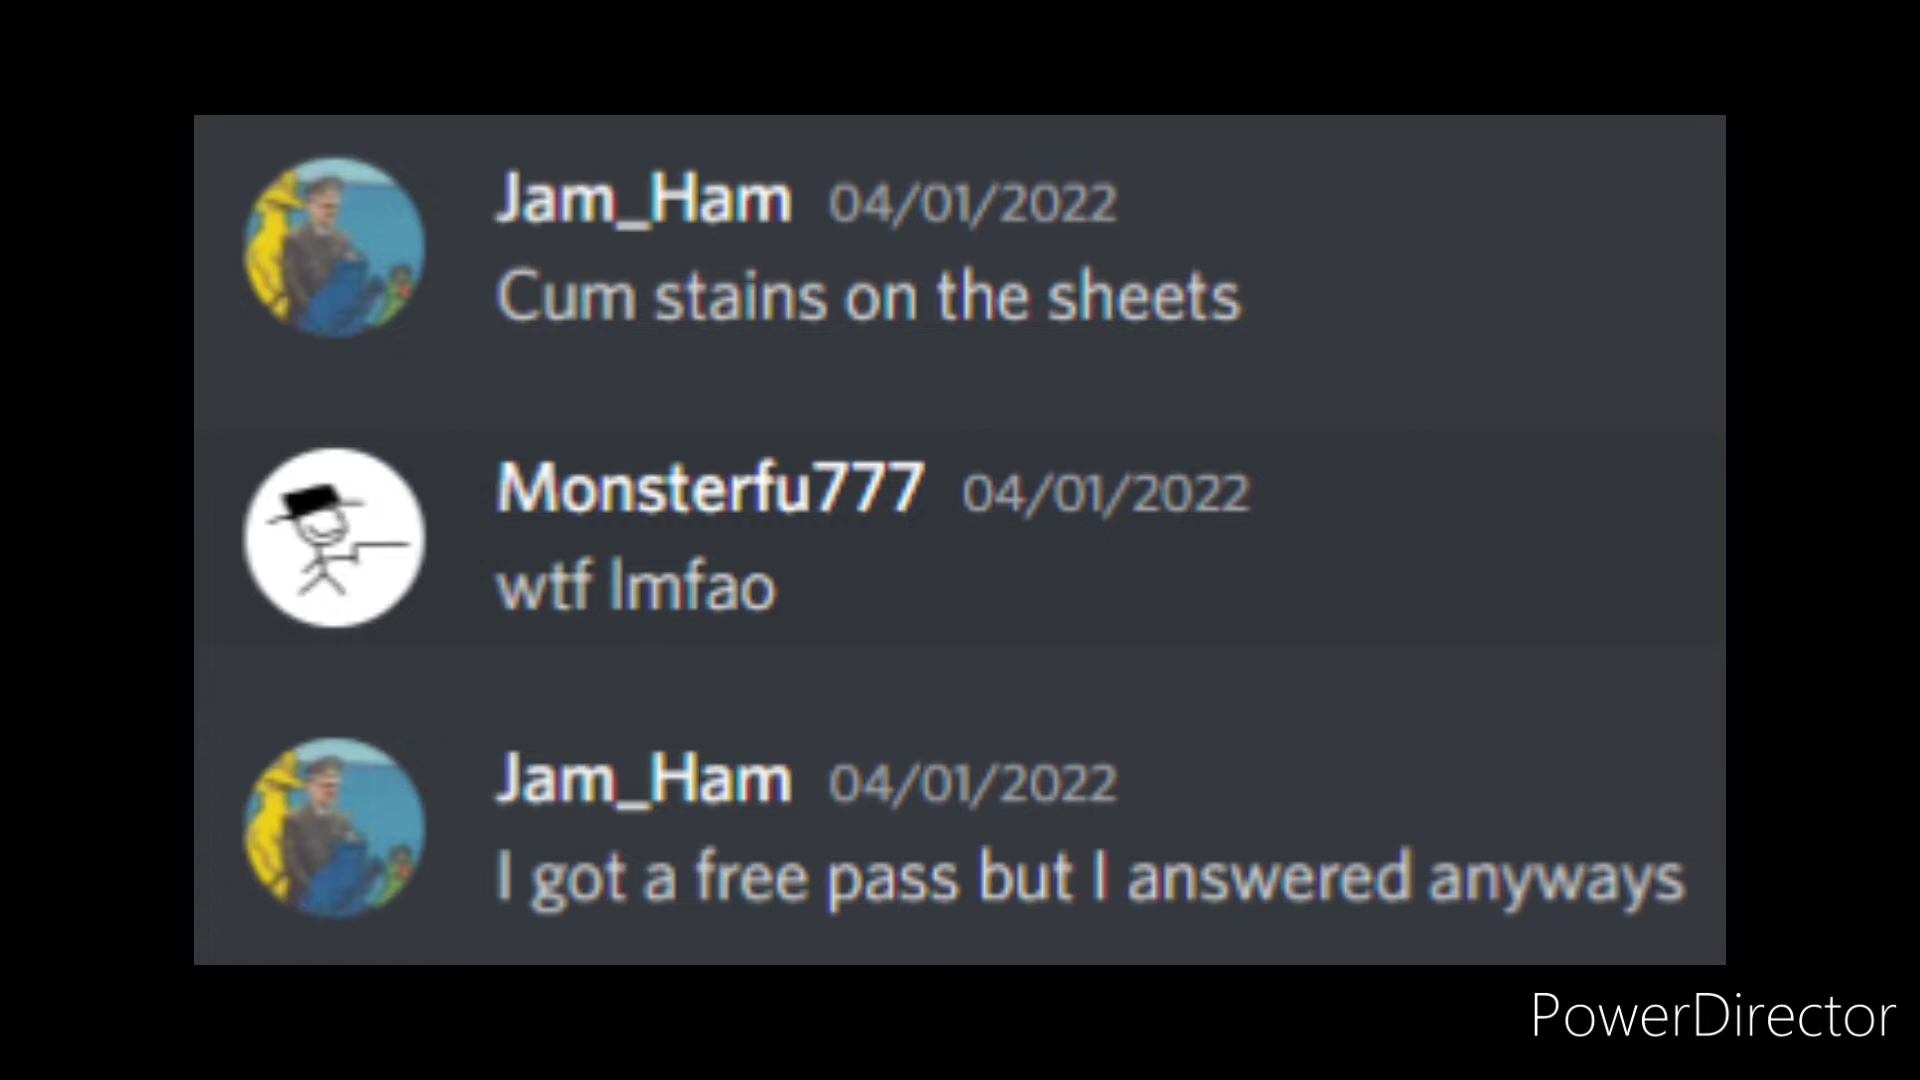 Jam_Ham 04/01/2022
Cum stains on the sheets
Monsterfu777 04/01/2022
wtf lmfao
Jam_Ham 04/01/2022
I got a free pass but I answered anyways
PowerDirector